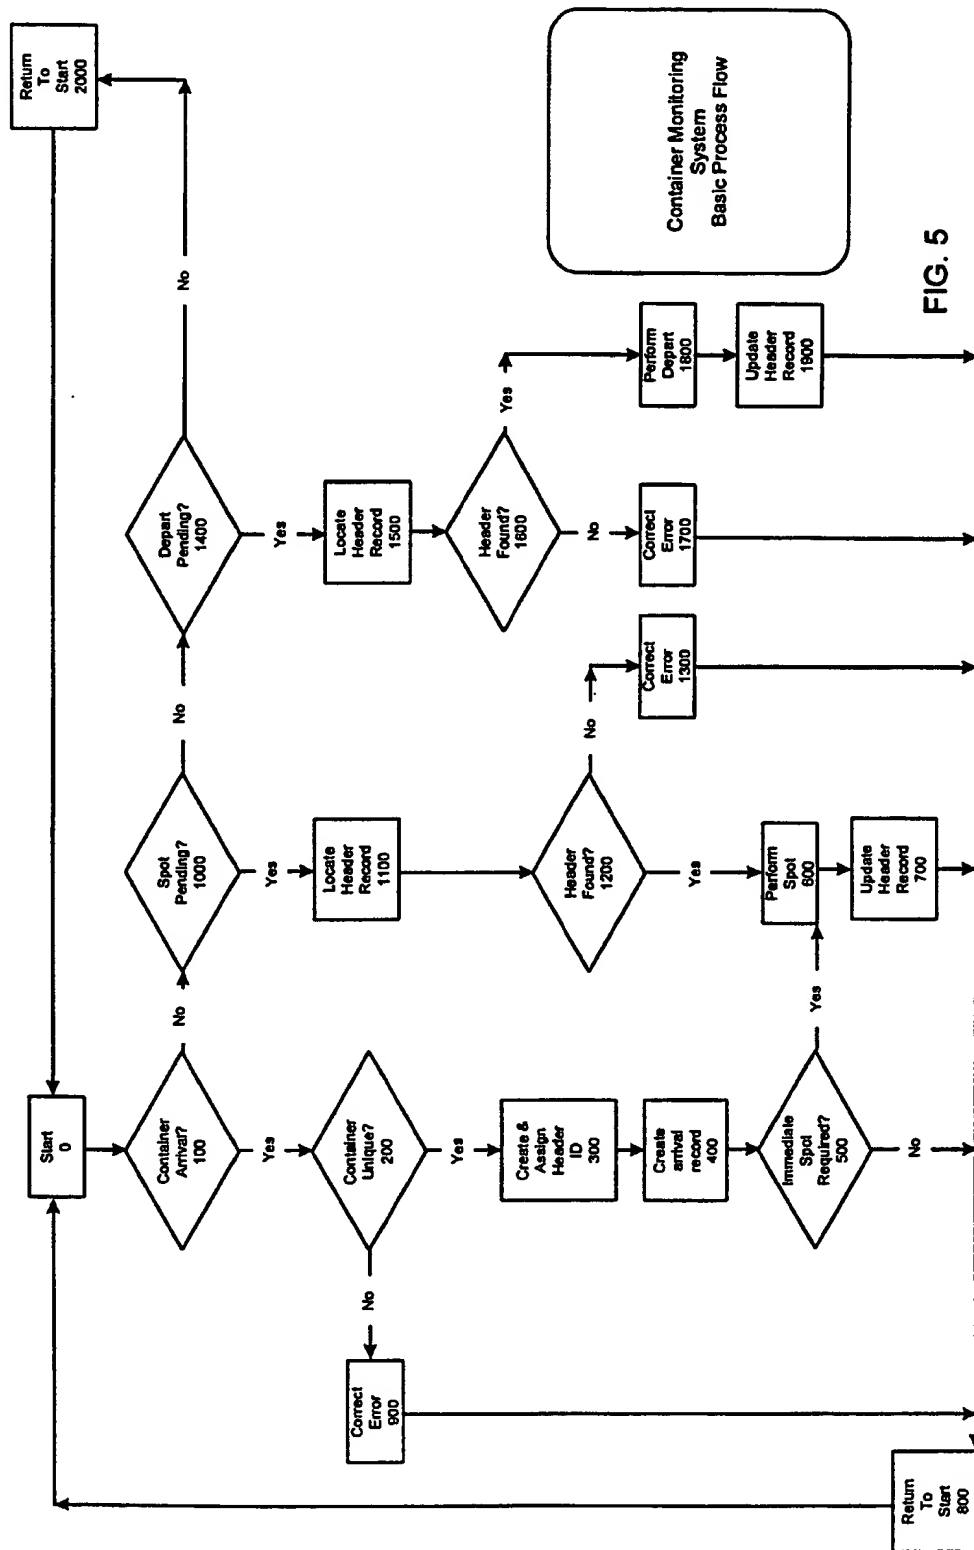 Return
To
Start
2000
Start
0
Container
Arrival?
100
No
Spot
Pending?
1000
No
Depart
Pending?
1400
No
Yes
Yes
Yes
Container
Unique?
200
Locate
Header
Record
1100
Locate
Header
Record
1500
No
Yes
Correct
Error
900
Header
Found?
1600
Yes
No
Create &
Assign
Header
ID
300
Header
Found?
1200
No
Correct
Error
1300
Correct
Error
1700
Perform
Depart
1800
Create
arrival
record
400
Yes
Update
Header
Record
1900
Immediate
Spot
Required?
500
Yes
Perform
Spot
600
No
Update
Header
Record
700
Return
To
Start
800
Container Monitoring
System
Basic Process Flow
FIG. 5